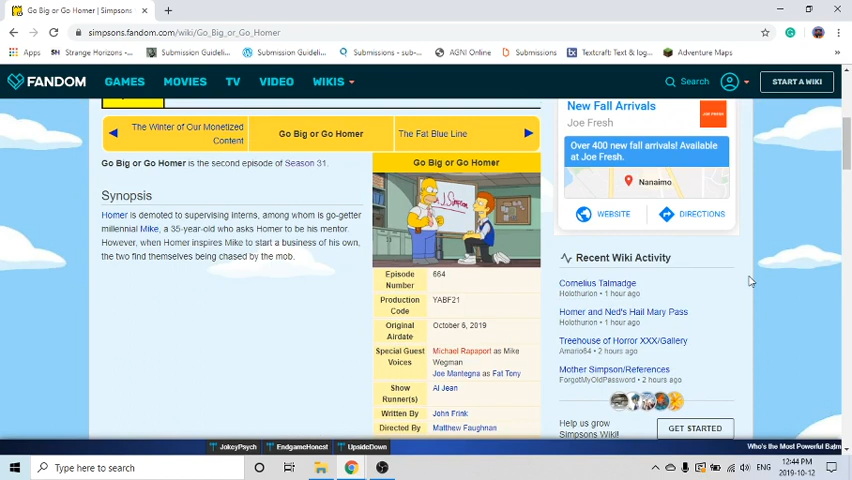 Go Big or Go Homer | Simpsons
simpsons.fandom.com/wiki/Go_Big_or_Go_Homer
Apps
Strange Horizons -...
Submission Guideli...
Submission Guideli...
Submissions - sub-...
AGNI Online
Submissions
Textcraft: Text & log...
Adventure Maps
FANDOM
GAMES
MOVIES
TV
VIDEO
WIKIS
Search
START A WIKI
The Winter of Our Monetized
Content
Go Big or Go Homer
The Fat Blue Line
Go Big or Go Homer is the second episode of Season 31.
Synopsis
Homer is demoted to supervising interns, among whom is go-getter
millennial Mike, a 35-year-old who asks Homer to be his mentor.
However, when Homer inspires Mike to start a business of his own,
the two find themselves being chased by the mob.
Go Big or Go Homer
Episode
Number
664
Production
Code
YABF21
Original
Airdate
October 6, 2019
Special Guest
Voices
Michael Rapaport as Mike
Wegman
Joe Mantegna as Fat Tony
Show
Runner(s)
Al Jean
Written By
John Frink
Directed By
Matthew Faughnan
New Fall Arrivals
Joe Fresh
JOE FRESH
Over 400 new fall arrivals! Available
at Joe Fresh.
Nanaimo
WEBSITE
DIRECTIONS
Recent Wiki Activity
Cornelius Talmadge
Holothurion • 1 hour ago
Homer and Ned's Hail Mary Pass
Holothurion • 1 hour ago
Treehouse of Horror XXX/Gallery
Amario64 • 2 hours ago
Mother Simpson/References
ForgotMyOldPassword • 2 hours ago
Help us grow
Simpsons Wiki!
GET STARTED
JokeyPsych
EndgameHonest
UpsideDown
Who's the Most Powerful Batm
Type here to search
ENG
12:44 PM
2019-10-12